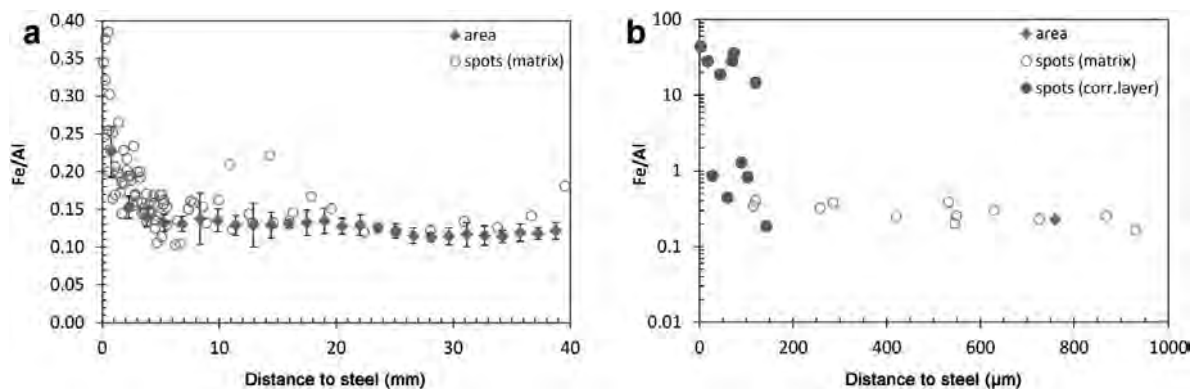 a
0.40
0.35
0.30
0.25
0.20
0.15
0.10
0.05
0.00
Fe/Al
area
spots (matrix)
0
10
20
30
40
Distance to steel (mm)
b
100
10
1
0.1
0.01
Fe/Al
area
spots (matrix)
spots (corr.layer)
0
200
400
600
800
1000
Distance to steel (µm)